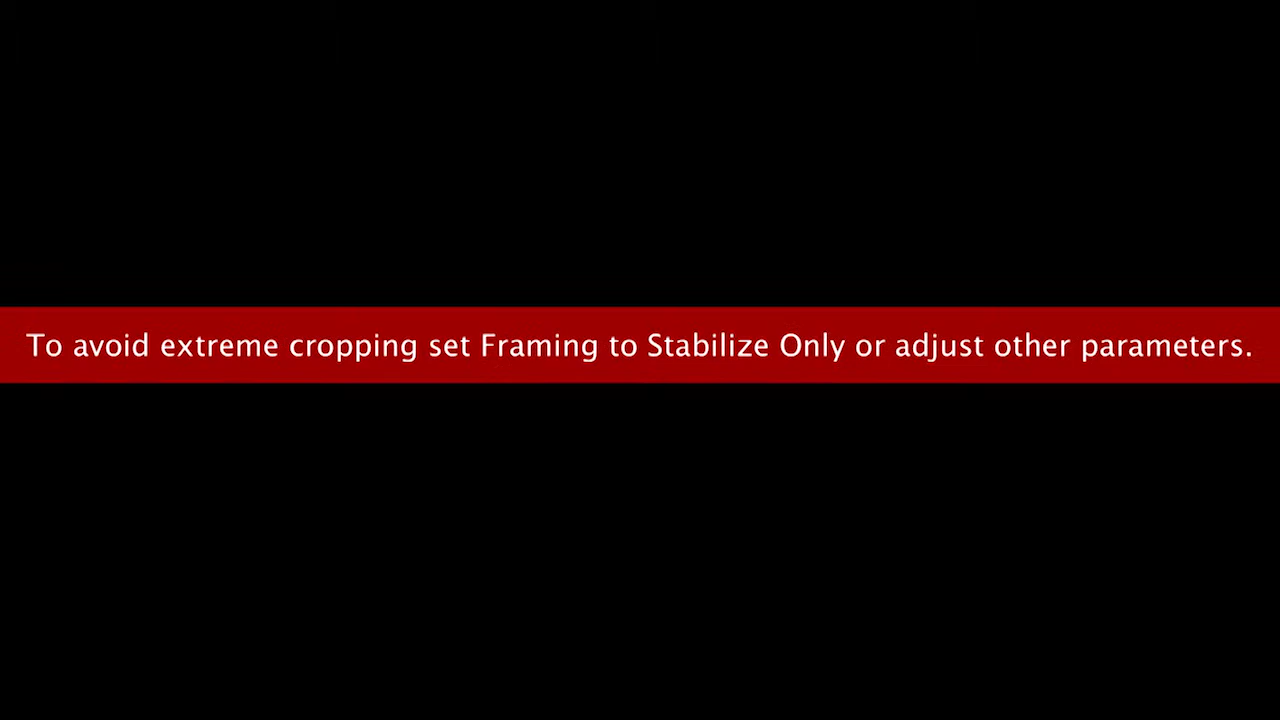 To avoid extreme cropping set Framing to Stabilize Only or adjust other parameters.